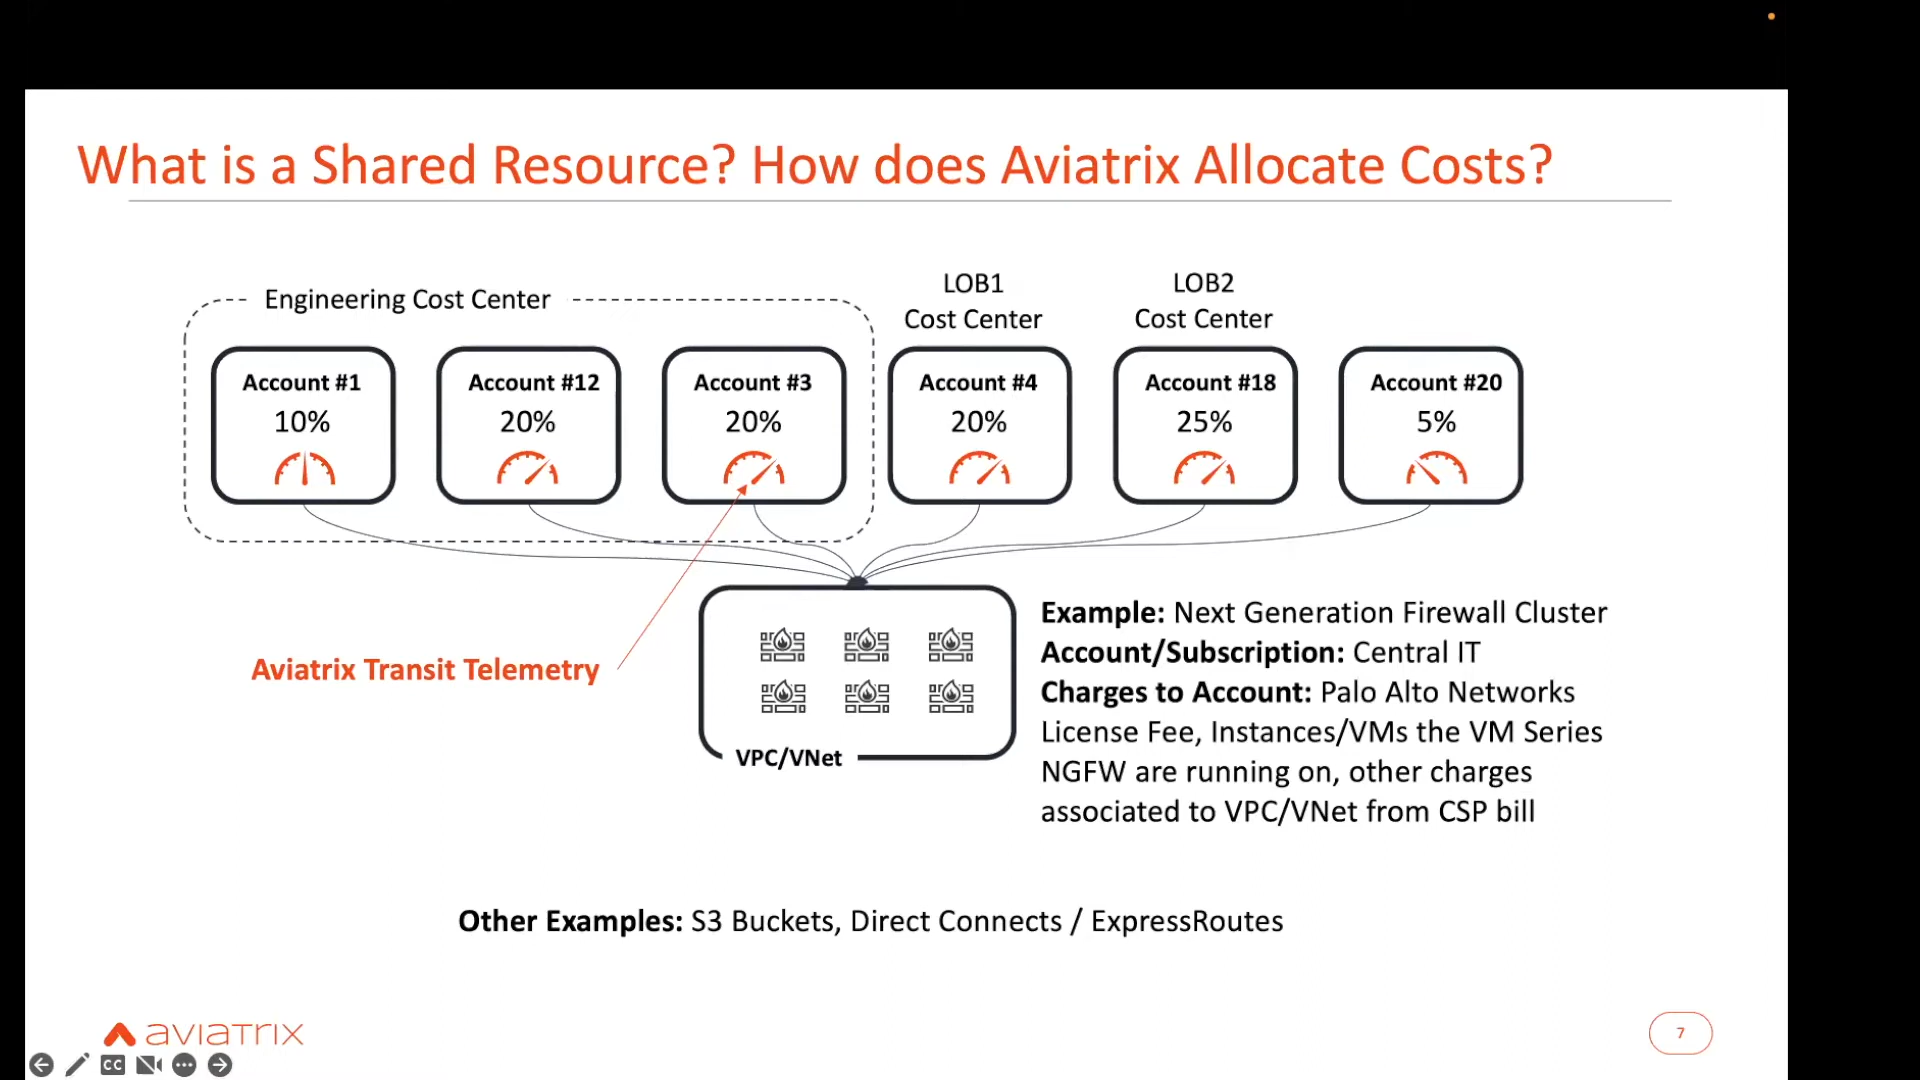 What is a Shared Resource? How does Aviatrix Allocate Costs?
Engineering Cost Center
LOB1
Cost Center
LOB2
Cost Center
Account #1
10%
Account #12
20%
Account #3
20%
Account #4
20%
Account #18
25%
Account #20
5%
Aviatrix Transit Telemetry
VPC/VNet
Example: Next Generation Firewall Cluster
Account/Subscription: Central IT
Charges to Account: Palo Alto Networks
License Fee, Instances/VMs the VM Series
NGFW are running on, other charges
associated to VPC/VNet from CSP bill
Other Examples: S3 Buckets, Direct Connects / ExpressRoutes
aviatrix
7
CC